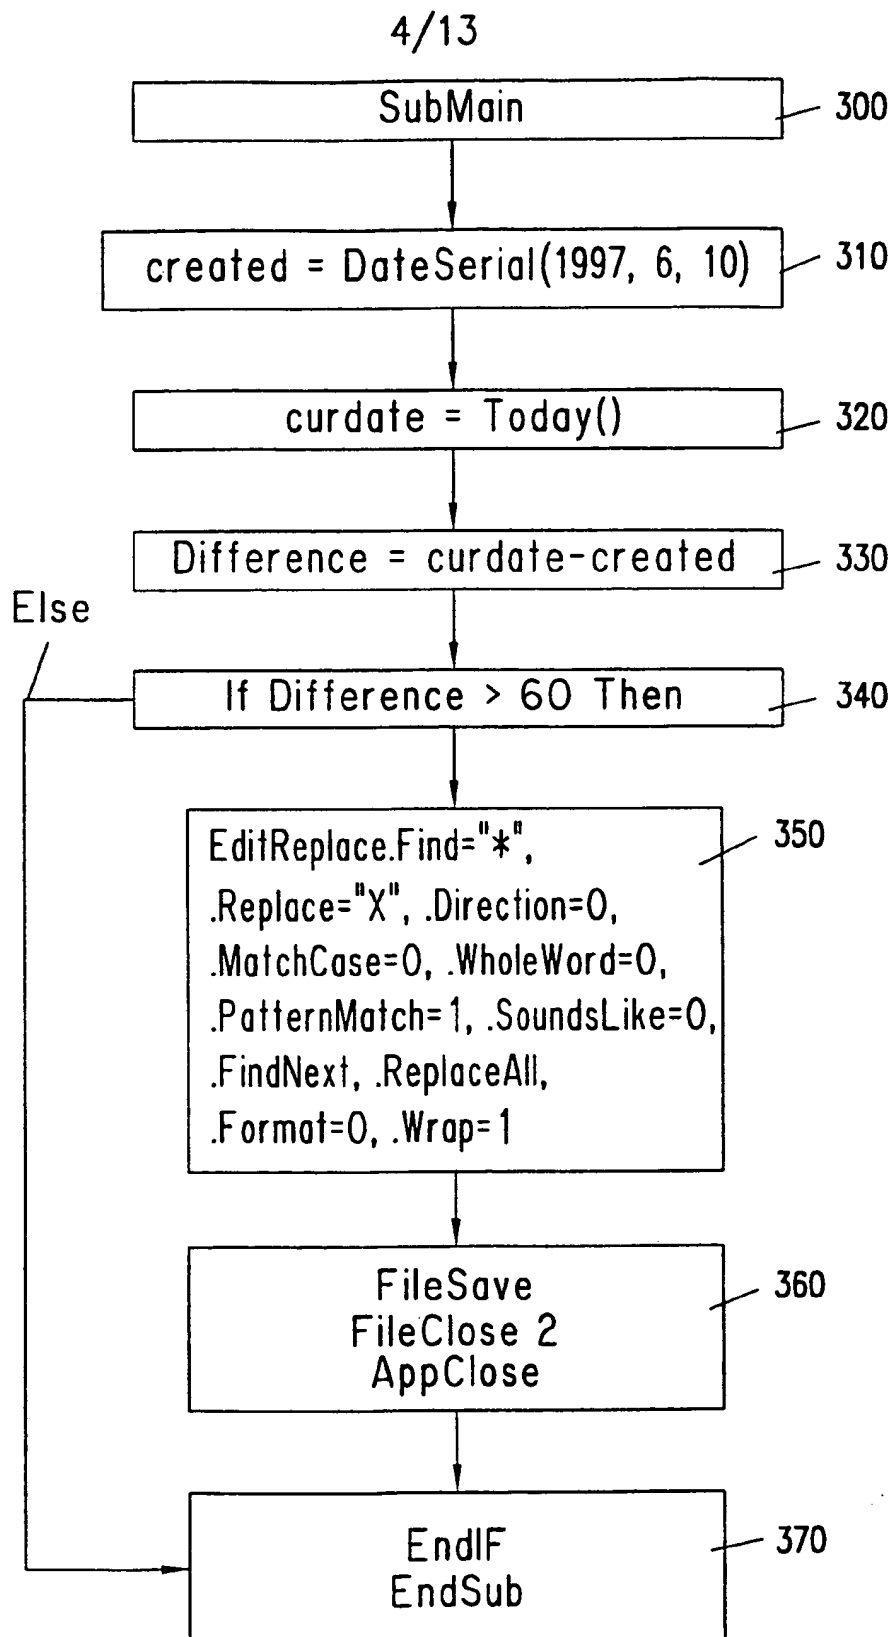 4/13
SubMain
300
created = DateSerial(1997, 6, 10)
310
curdate = Today()
320
Difference = curdate-created
330
Else
If Difference > 60 Then
340
EditReplace.Find="*",
.Replace="X", .Direction=0,
.MatchCase=0, .WholeWord=0,
.PatternMatch=1, .SoundsLike=0,
.FindNext, .ReplaceAll,
.Format=0, .Wrap=1
350
FileSave
FileClose 2
AppClose
360
EndIF
EndSub
370